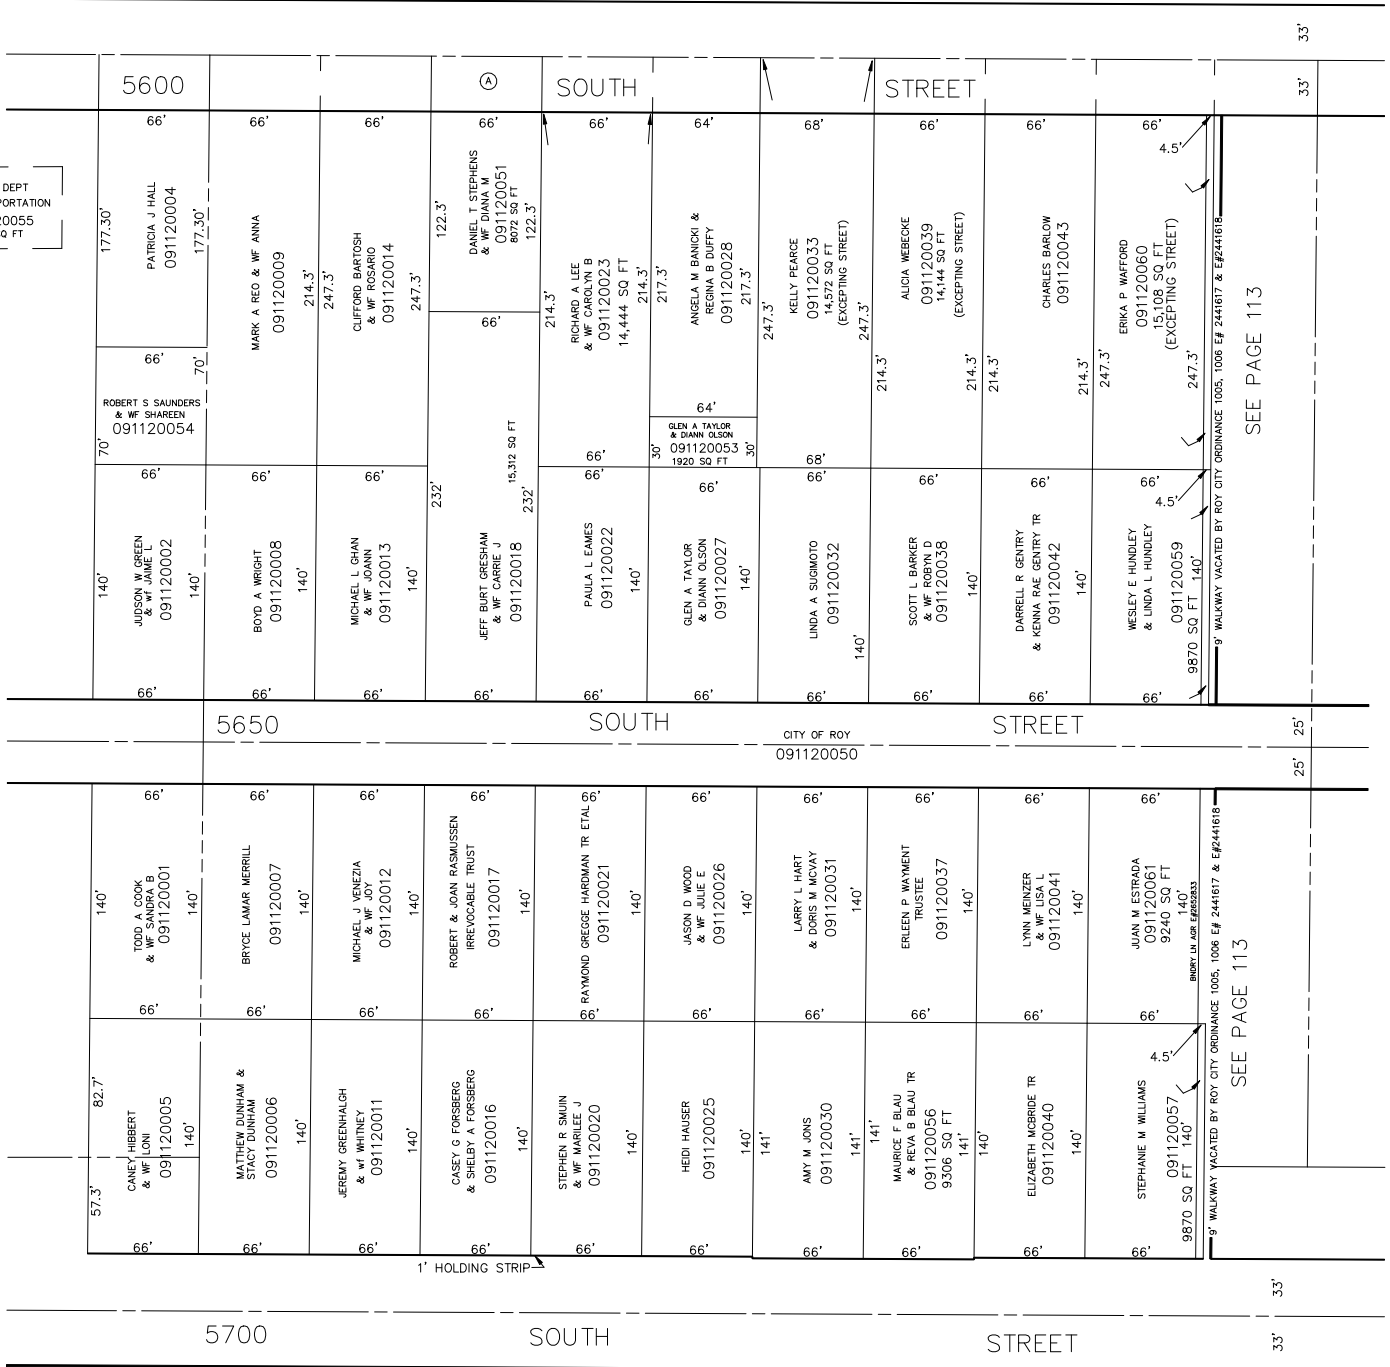 33'
5600
SOUTH
STREET
A
33'
66'
66'
66'
66'
66'
64'
68'
66'
66'
66'
4.5'
DEPT
PORTATION
0055
Q FT
177.30'
PATRICIA J HALL
091120004
177.30'
66'
70'
ROBERT S SAUNDERS
& WF SHAREEN
091120054
70'
MARK A REO & WF ANNA
091120009
214.3'
247.3'
CLIFFORD BARTOSH
& WF ROSARIO
091120014
247.3'
122.3'
DANIEL T STEPHENS
& WF DIANA M
091120051
8072 SQ FT
122.3'
66'
214.3'
RICHARD A LEE
& WF CAROLYN B
091120023
14,444 SQ FT
214.3'
66'
217.3'
ANGELA M BANICKI &
REGINA B DUFFY
091120028
217.3'
64'
GLEN A TAYLOR
& DIANN OLSON
091120053
1920 SQ FT
30'
30'
247.3'
KELLY PEARCE
091120033
14,572 SQ FT
(EXCEPTING STREET)
247.3'
68'
214.3'
ALICIA WEBECKE
091120039
14,144 SQ FT
(EXCEPTING STREET)
214.3'
214.3'
CHARLES BARLOW
091120043
214.3'
247.3'
ERIKA P WAFFORD
091120060
15,108 SQ FT
(EXCEPTING STREET)
247.3'
9' WALKWAY VACATED BY ROY CITY ORDINANCE 1005, 1006 E# 2441617 & E#2441618
SEE PAGE 113
66'
66'
66'
66'
66'
66'
66'
66'
66'
4.5'
140'
JUDSON W GREEN
& wf JAIME L
091120002
140'
BOYD A WRIGHT
091120008
140'
MICHAEL L GHAN
& WF JOANN
091120013
140'
232'
JEFF BURT GRESHAM
& WF CARRIE J
091120018
15,312 SQ FT
232'
PAULA L EAMES
091120022
140'
GLEN A TAYLOR
& DIANN OLSON
091120027
140'
LINDA A SUGIMOTO
091120032
140'
SCOTT L BARKER
& WF ROBYN D
091120038
140'
DARRELL R GENTRY
& KENNA RAE GENTRY TR
091120042
140'
WESLEY E HUNDLEY
& LINDA L HUNDLEY
091120059
9870 SQ FT
140'
66'
66'
66'
66'
66'
66'
66'
66'
66'
66'
5650
SOUTH
STREET
CITY OF ROY
091120050
25'
25'
66'
66'
66'
66'
66'
66'
66'
66'
66'
66'
140'
TODD A COOK
& WF SANDRA B
091120001
140'
BRYCE LAMAR MERRILL
091120007
140'
MICHAEL J VENEZIA
& WF JOY
091120012
140'
ROBERT & JOAN RASMUSSEN
IRREVOCABLE TRUST
091120017
140'
RAYMOND GREGGE HARDMAN TR ETAL
091120021
140'
JASON D WOOD
& WF JULIE E
091120026
140'
LARRY L HART
& DORIS M MCVAY
091120031
140'
ERLEEN P WAYMENT
TRUSTEE
091120037
140'
LYNN MEINZER
& WF LISA L
091120041
140'
JUAN M ESTRADA
091120061
9240 SQ FT
140'
9' WALKWAY VACATED BY ROY CITY ORDINANCE 1005, 1006 E# 2441617 & E#2441618
SEE PAGE 113
66'
66'
66'
66'
66'
66'
66'
66'
66'
66'
4.5'
82.7'
57.3'
CANEY HIBBERT
& WF LONI
091120005
140'
MATTHEW DUNHAM &
STACY DUNHAM
091120006
140'
JEREMY GREENHALGH
& wf WHITNEY
091120011
140'
CASEY G FORSBERG
& SHELBY A FORSBERG
091120016
140'
STEPHEN R SMUIN
& WF MARILEE J
091120020
140'
HEIDI HAUSER
091120025
140'
141'
AMY M JONS
091120030
141'
141'
MAURICE F BLAU
& REVA B BLAU TR
091120056
9306 SQ FT
141'
140'
ELIZABETH MCBRIDE TR
091120040
140'
STEPHANIE M WILLIAMS
091120057
9870 SQ FT
140'
66'
66'
66'
66'
66'
66'
66'
66'
66'
66'
1' HOLDING STRIP
33'
5700
SOUTH
STREET
33'